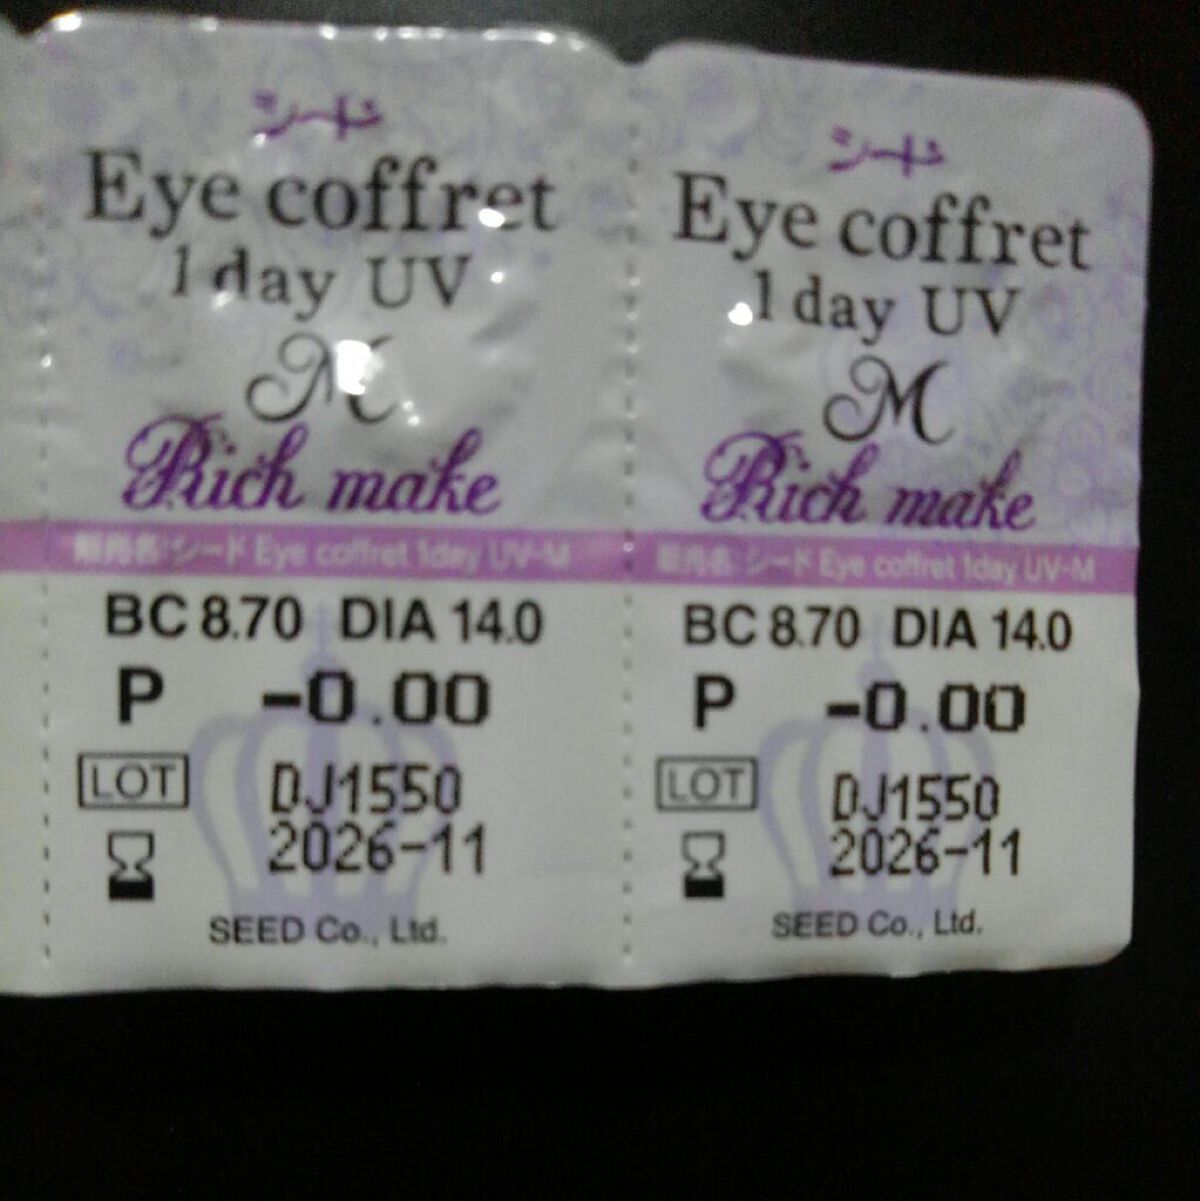 シード
Eye coffret
1day UV
M
Rich make
販売名:シード Eye coffret 1day UV-M
BC 8.70 DIA 14.0
P -0.00
LOT DJ1550
2026-11
SEED Co., Ltd.
シード
Eye coffret
1day UV
M
Rich make
販売名:シード Eye coffret 1day UV-M
BC 8.70 DIA 14.0
P -0.00
LOT DJ1550
2026-11
SEED Co., Ltd.